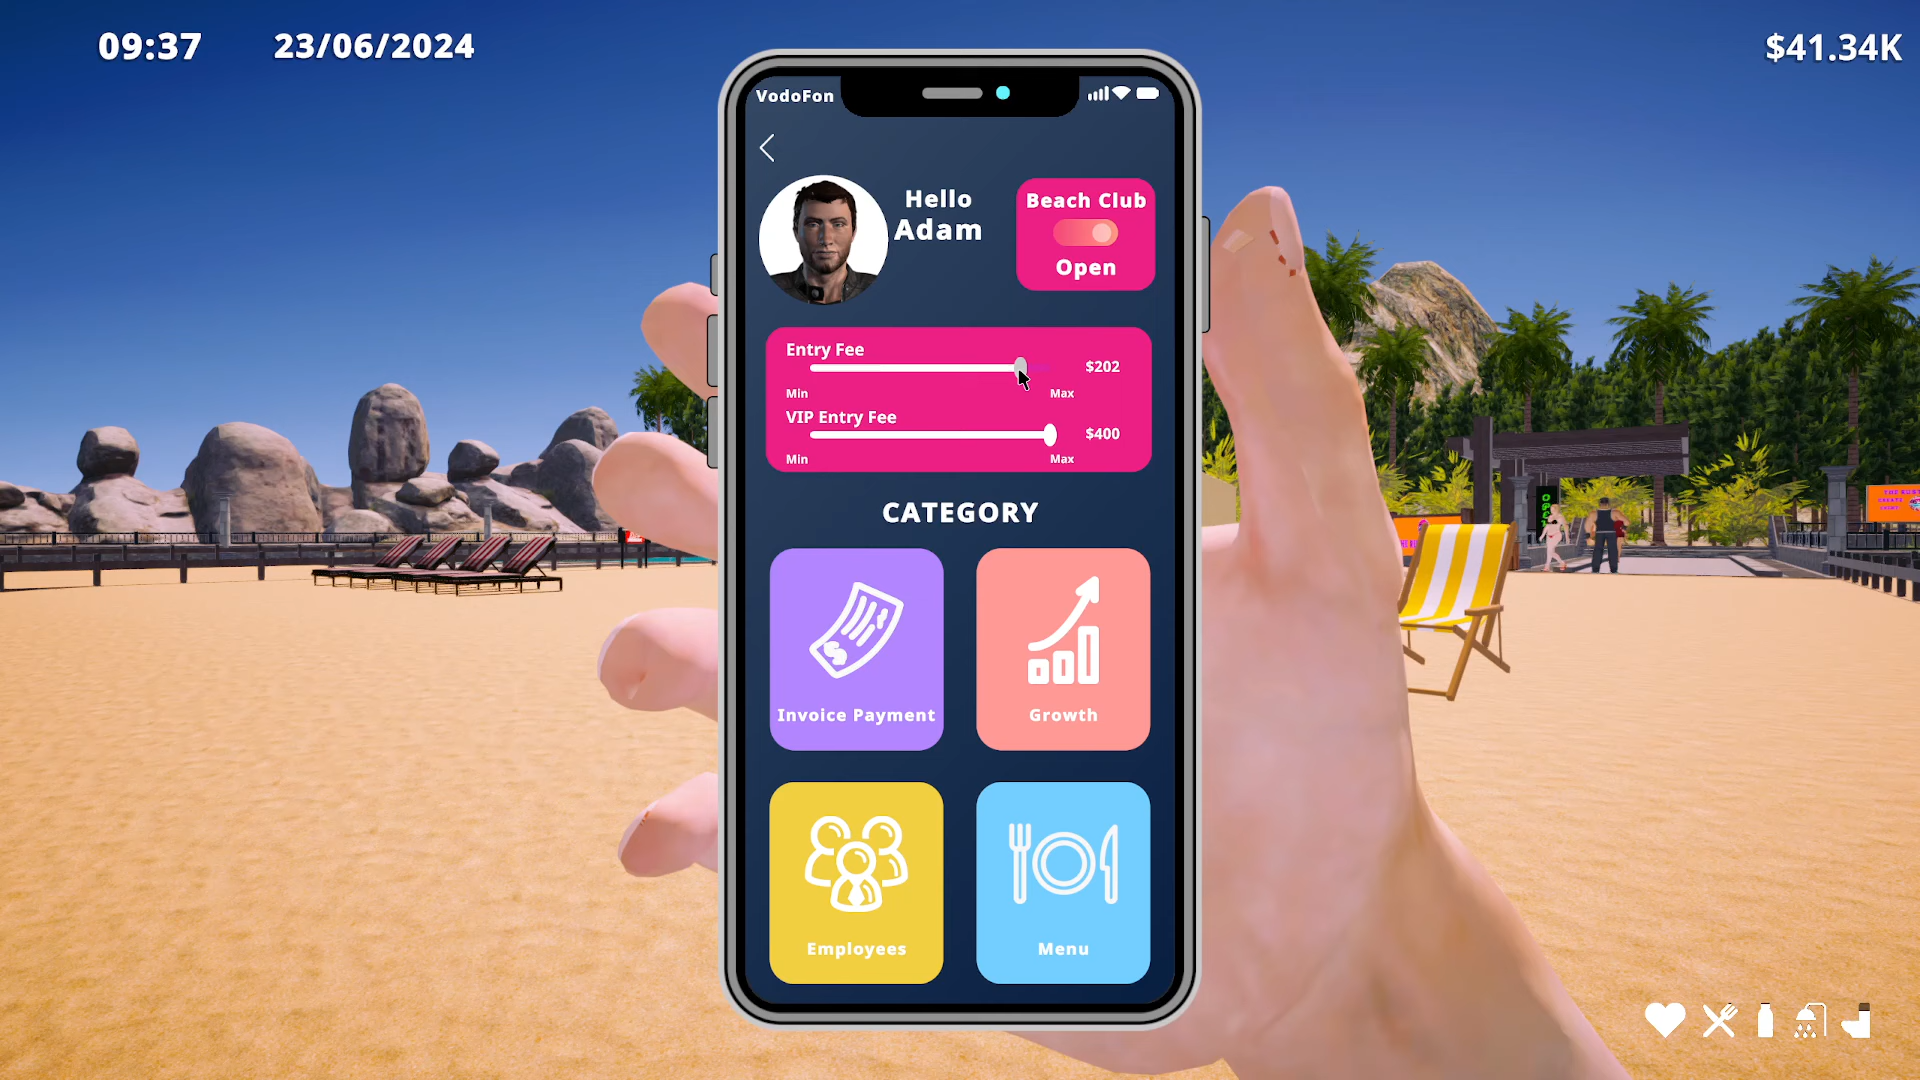 09:37
23/06/2024
$41.34K
VodoFon
Hello
Adam
Beach Club
Open
Entry Fee
$202
Min
Max
VIP Entry Fee
$400
Min
Max
CATEGORY
Invoice Payment
Growth
Employees
Menu